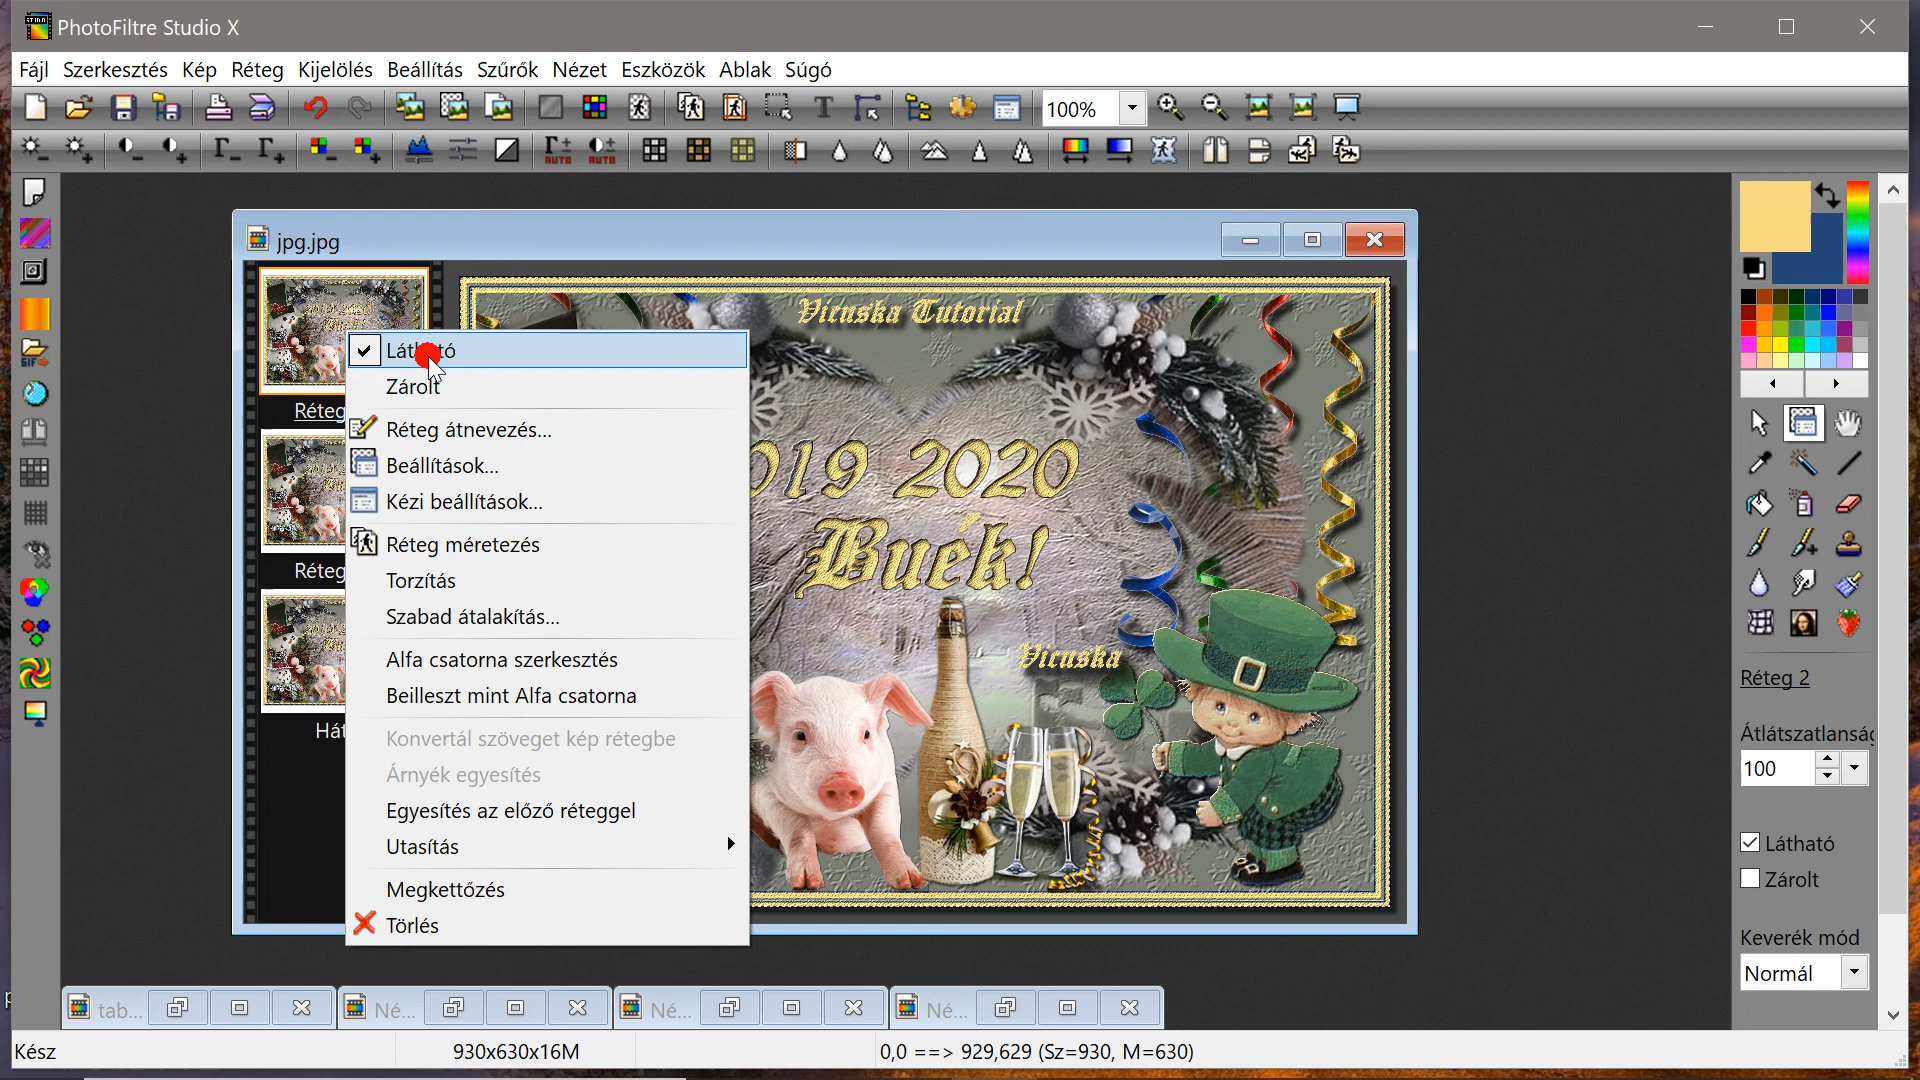 PhotoFiltre Studio X
Fájl Szerkesztés Kép Réteg Kijelölés Beállítás Szűrők Nézet Eszközök Ablak Súgó
100%
jpg.jpg
Vicuska Tutorial
Réteg
Réteg
Hát
Látható
Zárolt
Réteg átnevezés...
Beállítások...
Kézi beállítások...
Réteg méretezés
Torzítás
Szabad átalakítás...
Alfa csatorna szerkesztés
Beilleszt mint Alfa csatorna
Konvertál szöveget kép rétegbe
Árnyék egyesítés
Egyesítés az előző réteggel
Utasítás
Megkettőzés
Törlés
019 2020
Buék!
Vicuska
Réteg 2
Átlátszatlanság
100
Látható
Zárolt
Keverék mód
Normál
tab... Né... Né... Né...
Kész 930x630x16M 0,0 ==> 929,629 (Sz=930, M=630)